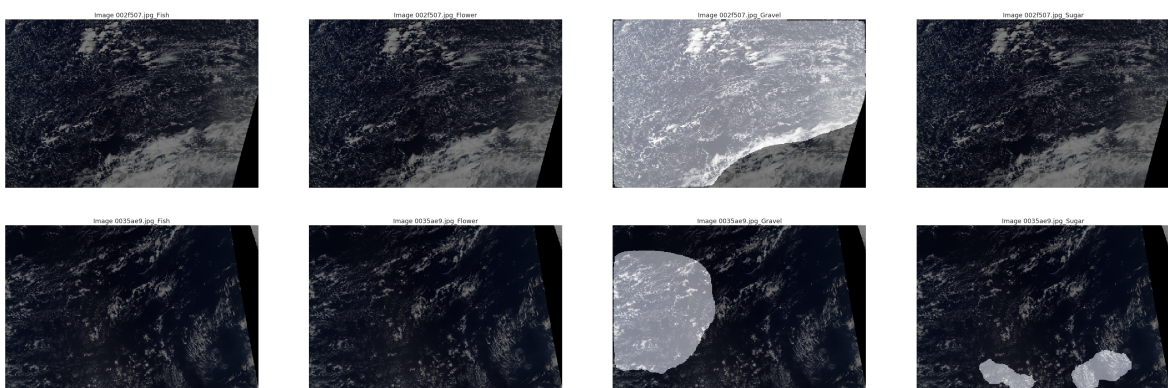 Image 002f507.jpg_Fish
Image 002f507.jpg_Flower
Image 002f507.jpg_Gravel
Image 002f507.jpg_Sugar
Image 0035ae9.jpg_Fish
Image 0035ae9.jpg_Flower
Image 0035ae9.jpg_Gravel
Image 0035ae9.jpg_Sugar